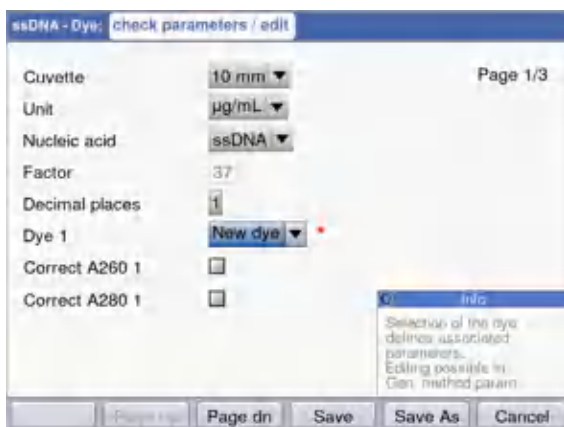 ssDNA - Dye: check parameters / edit
Cuvette 10 mm Page 1/3
Unit µg/mL
Nucleic acid ssDNA
Factor 37
Decimal places 1
Dye 1 New dye *
Correct A260 1
Correct A280 1
Info
Selection of the dye
defines associated
parameters.
Editing possible in
Gen. method param
Page dn Save Save As Cancel